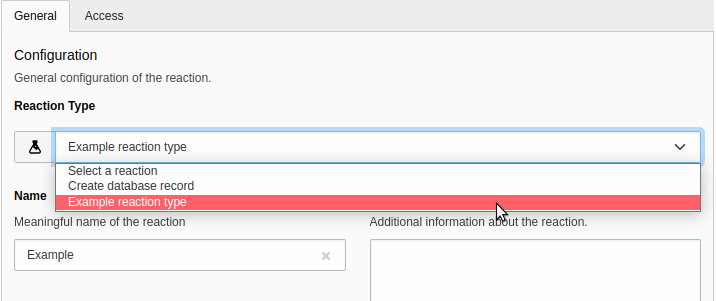 General Access
Configuration
General configuration of the reaction.
Reaction Type
Example reaction type
Select a reaction
Create database record
Example reaction type
Name
Meaningful name of the reaction
Additional information about the reaction.
Example